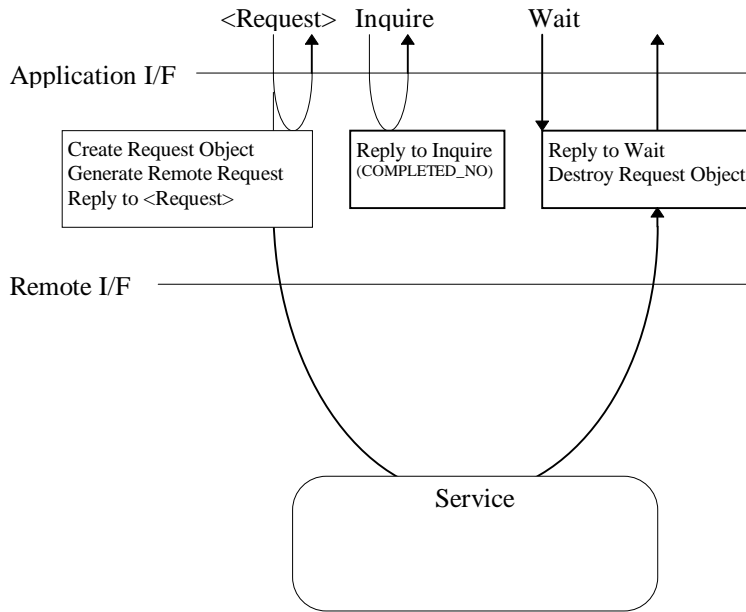 <Request> Inquire Wait
Application I/F
Create Request Object
Generate Remote Request
Reply to <Request>
Reply to Inquire
(COMPLETED_NO)
Reply to Wait
Destroy Request Object
Remote I/F
Service